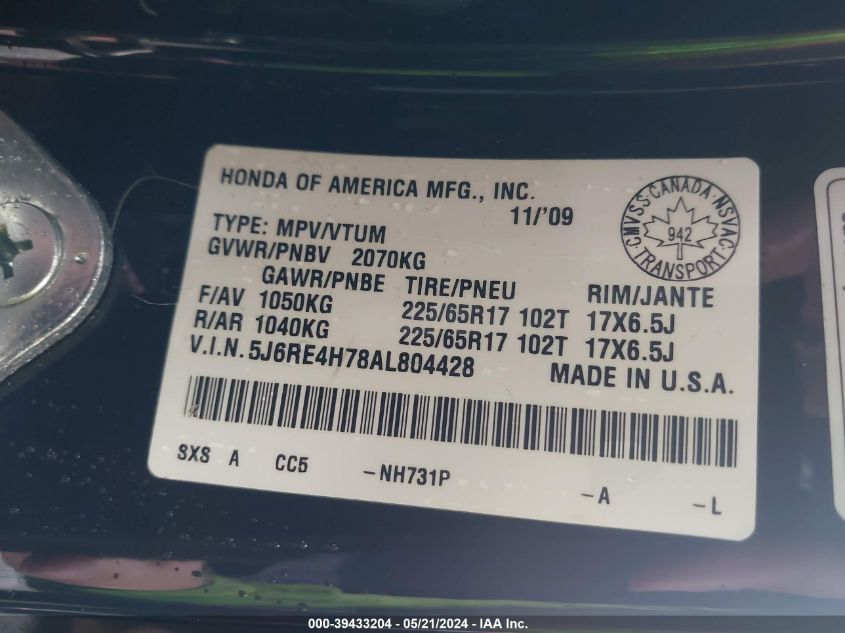 HONDA OF AMERICA MFG., INC.
11/'09
TYPE: MPV/VTUM
GVWR/PNBV 2070KG
GAWR/PNBE TIRE/PNEU RIM/JANTE
F/AV 1050KG 225/65R17 102T 17X6.5J
R/AR 1040KG 225/65R17 102T 17X6.5J
V.I.N. 5J6RE4H78AL804428 MADE IN U.S.A.
CANADA
CMVSS NSVAC
942
TRANSPORT
SXS A CC5 -NH731P -A -L
000-39433204 - 05/21/2024 - IAA Inc.